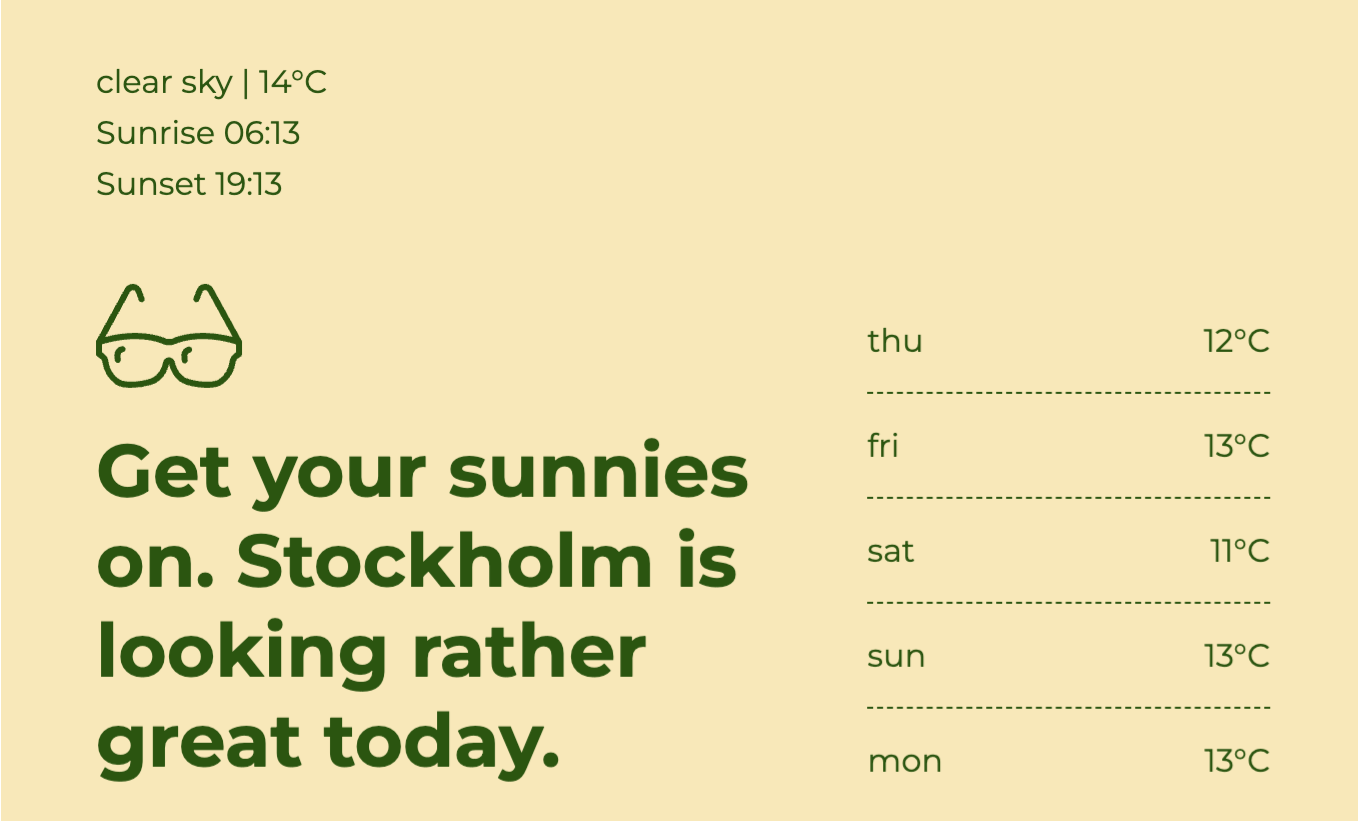 clear sky | 14°C
Sunrise 06:13
Sunset 19:13
Get your sunnies
on. Stockholm is
looking rather
great today.
thu 12°C
fri 13°C
sat 11°C
sun 13°C
mon 13°C